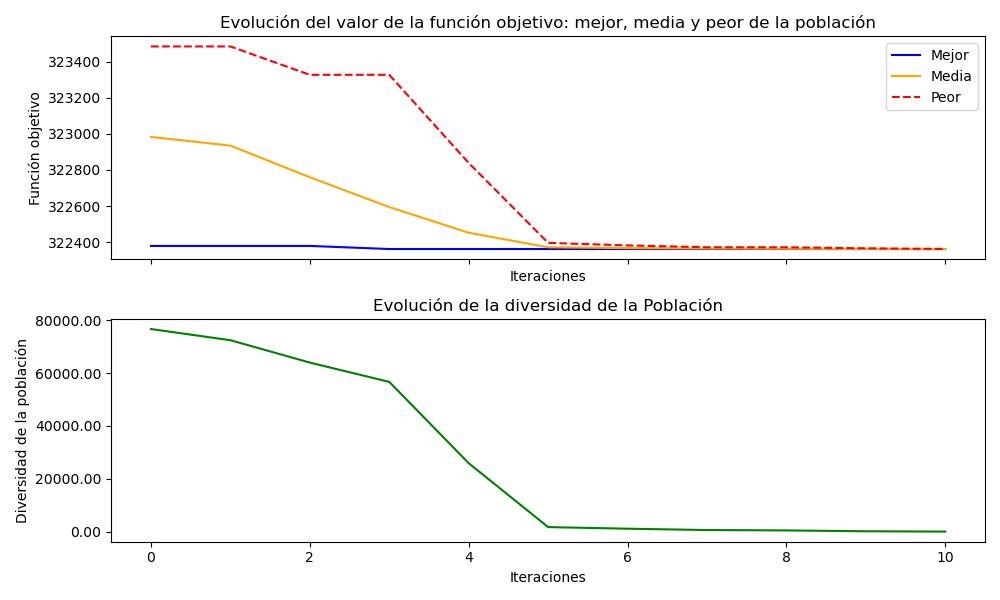 Evolución del valor de la función objetivo: mejor, media y peor de la población
Función objetivo
323400
323200
323000
322800
322600
322400
Mejor
Media
Peor
Iteraciones
Evolución de la diversidad de la Población
Diversidad de la población
80000.00
60000.00
40000.00
20000.00
0.00
0 2 4 6 8 10
Iteraciones